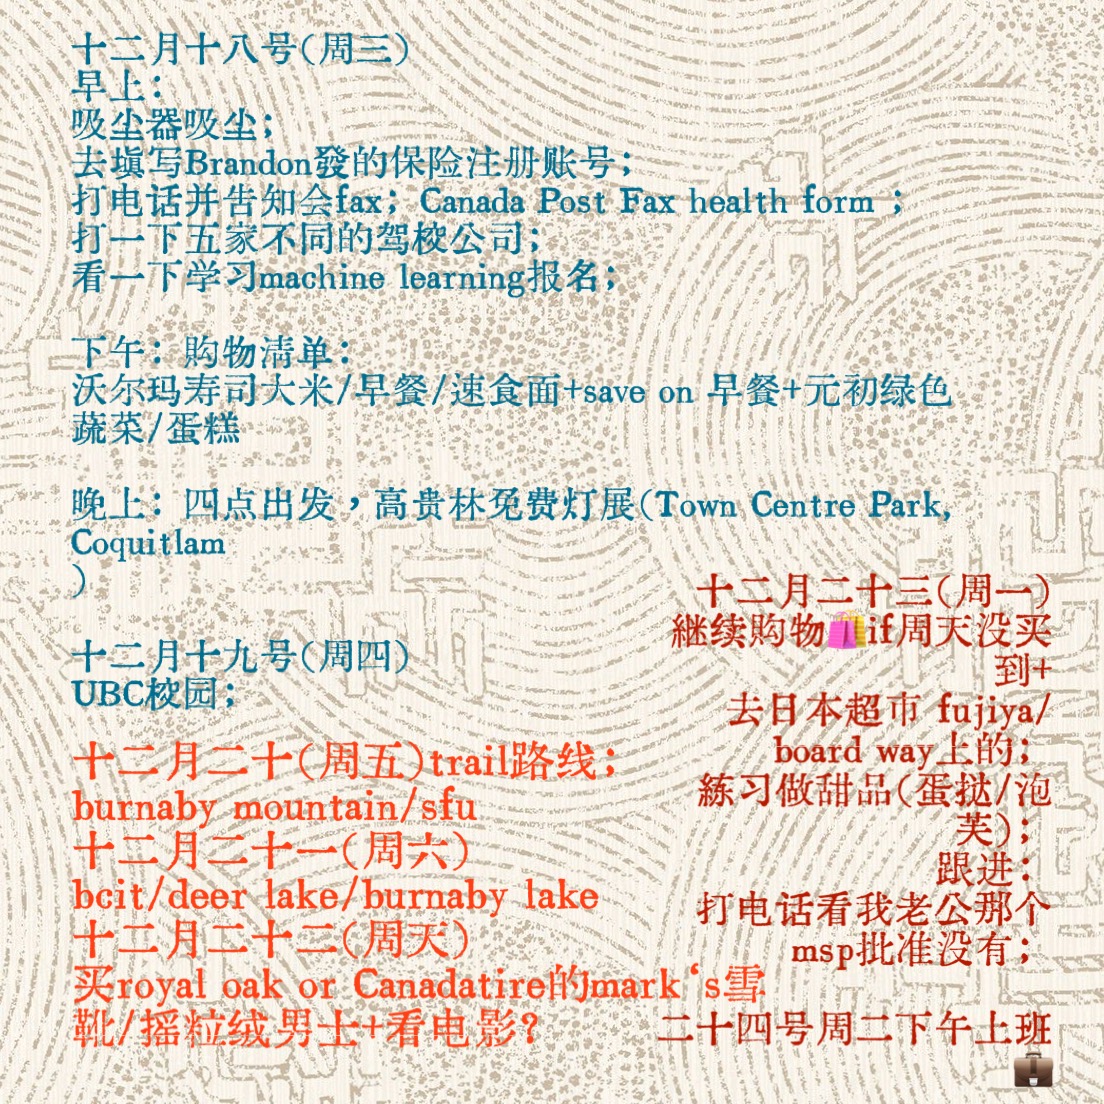 十二月十八号(周三)
早上：
吸尘器吸尘；
去填写Brandon發的保险注册账号；
打电话并告知会fax；Canada Post Fax health form ；
打一下五家不同的驾校公司；
看一下学习machine learning报名；
下午：购物清单：
沃尔玛寿司大米/早餐/速食面+save on 早餐+元初绿色
蔬菜/蛋糕
晚上：四点出发，高贵林免费灯展(Town Centre Park,
Coquitlam
)
十二月十九号(周四)
UBC校园；
十二月二十(周五)trail路线；
burnaby mountain/sfu
十二月二十一(周六)
bcit/deer lake/burnaby lake
十二月二十二(周天)
买royal oak or Canadatire的mark‘s雪
靴/摇粒绒男士+看电影？
十二月二十三(周一)
继续购物🛍️if周天没买
到+
去日本超市 fujiya/
board way上的；
練习做甜品(蛋挞/泡
芙)；
跟进：
打电话看我老公那个
msp批准没有；
二十四号周二下午上班
💼